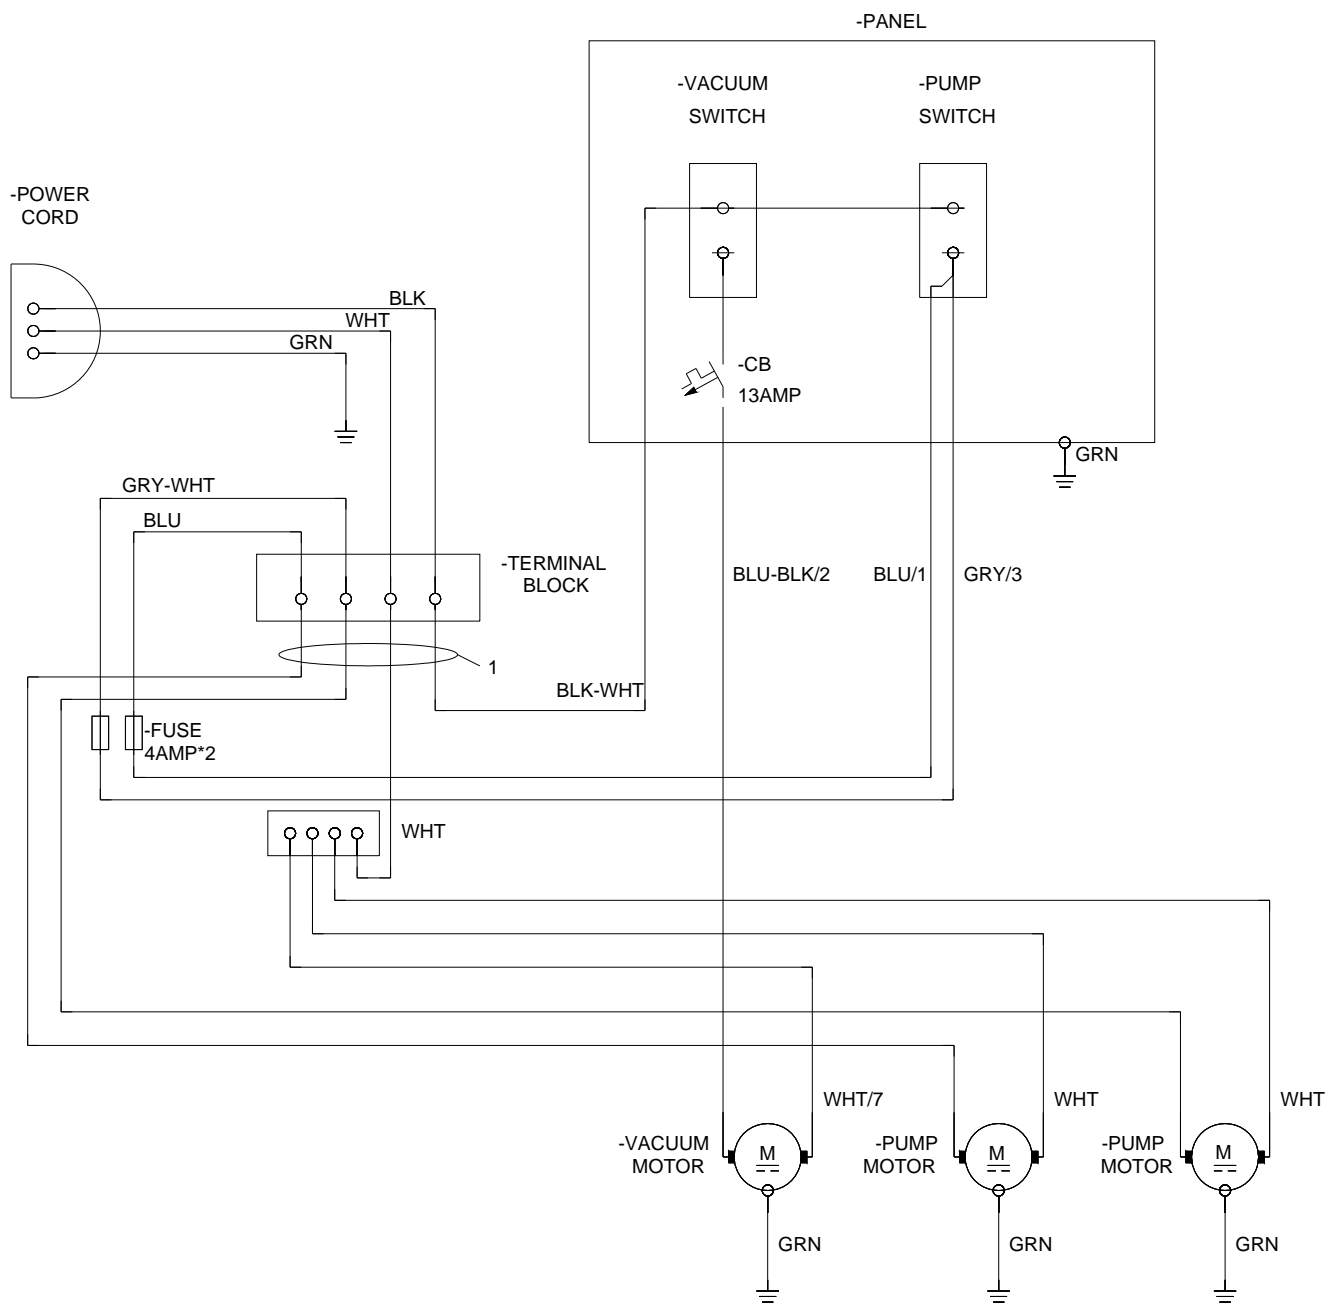 -PANEL
-VACUUM
SWITCH
-PUMP
SWITCH
-POWER
CORD
BLK
WHT
GRN
-CB
13AMP
GRN
GRY-WHT
BLU
-TERMINAL
BLOCK
BLU-BLK/2
BLU/1
GRY/3
1
BLK-WHT
-FUSE
4AMP*2
WHT
WHT/7
WHT
WHT
-VACUUM
MOTOR
M
-PUMP
MOTOR
M
-PUMP
MOTOR
M
GRN
GRN
GRN